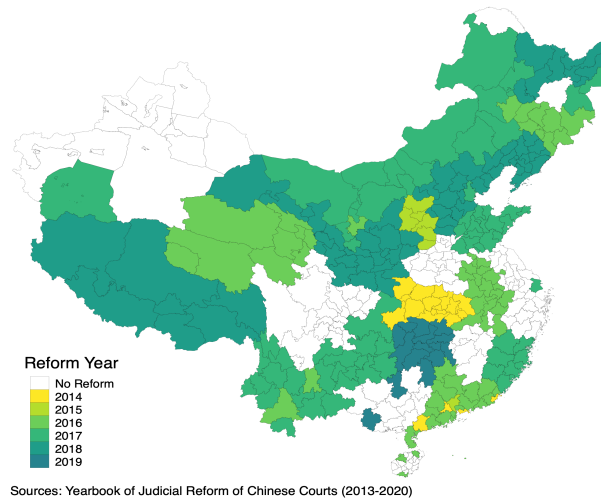 Reform Year
No Reform
2014
2015
2016
2017
2018
2019
Sources: Yearbook of Judicial Reform of Chinese Courts (2013-2020)